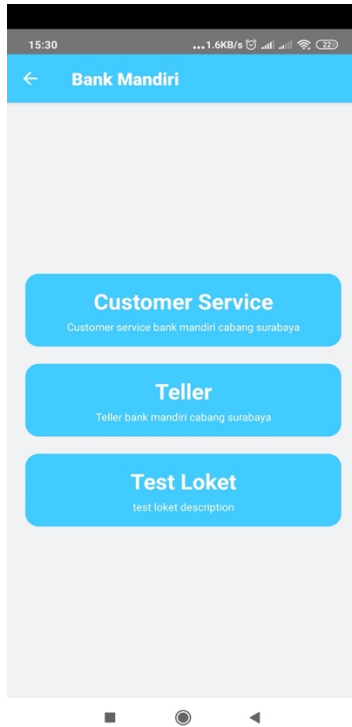 15:30 ...1.6KB/s 22
Bank Mandiri
Customer Service
Customer service bank mandiri cabang surabaya
Teller
Teller bank mandiri cabang surabaya
Test Loket
test loket description